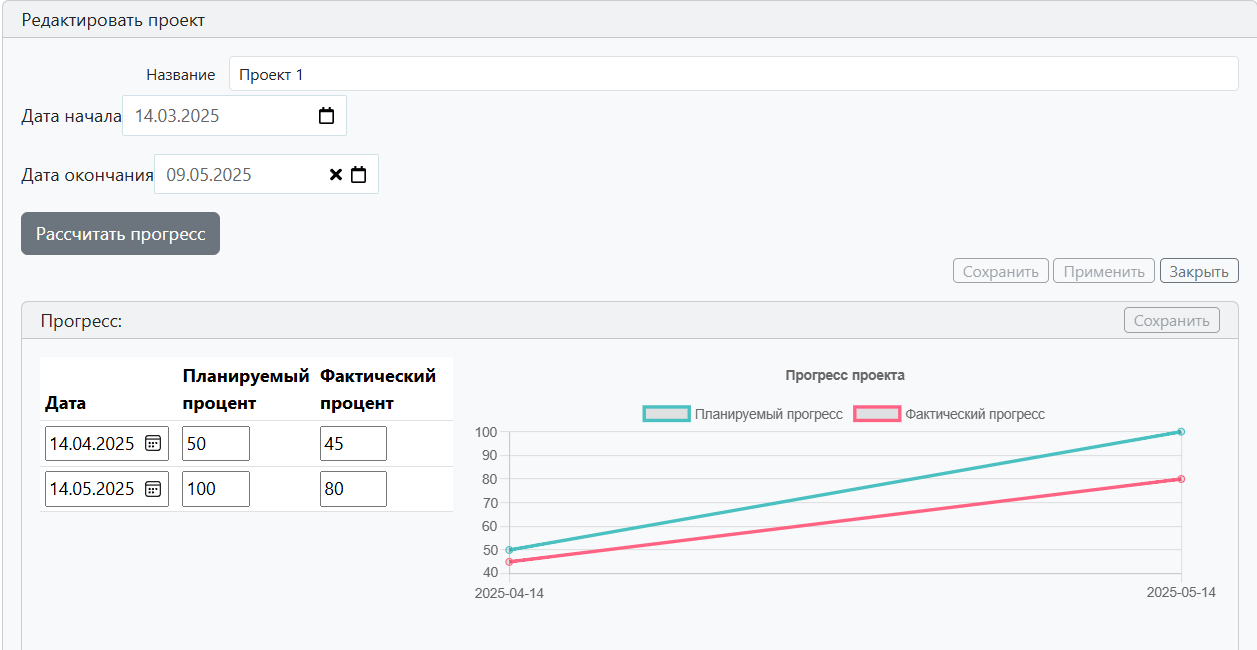 Редактировать проект
Название Проект 1
Дата начала 14.03.2025
Дата окончания 09.05.2025
Рассчитать прогресс
Сохранить Применить Закрыть
Прогресс: Сохранить
Дата Планируемый процент Фактический процент
14.04.2025 50 45
14.05.2025 100 80
Прогресс проекта
Планируемый прогресс Фактический прогресс
100
90
80
70
60
50
40
2025-04-14 2025-05-14